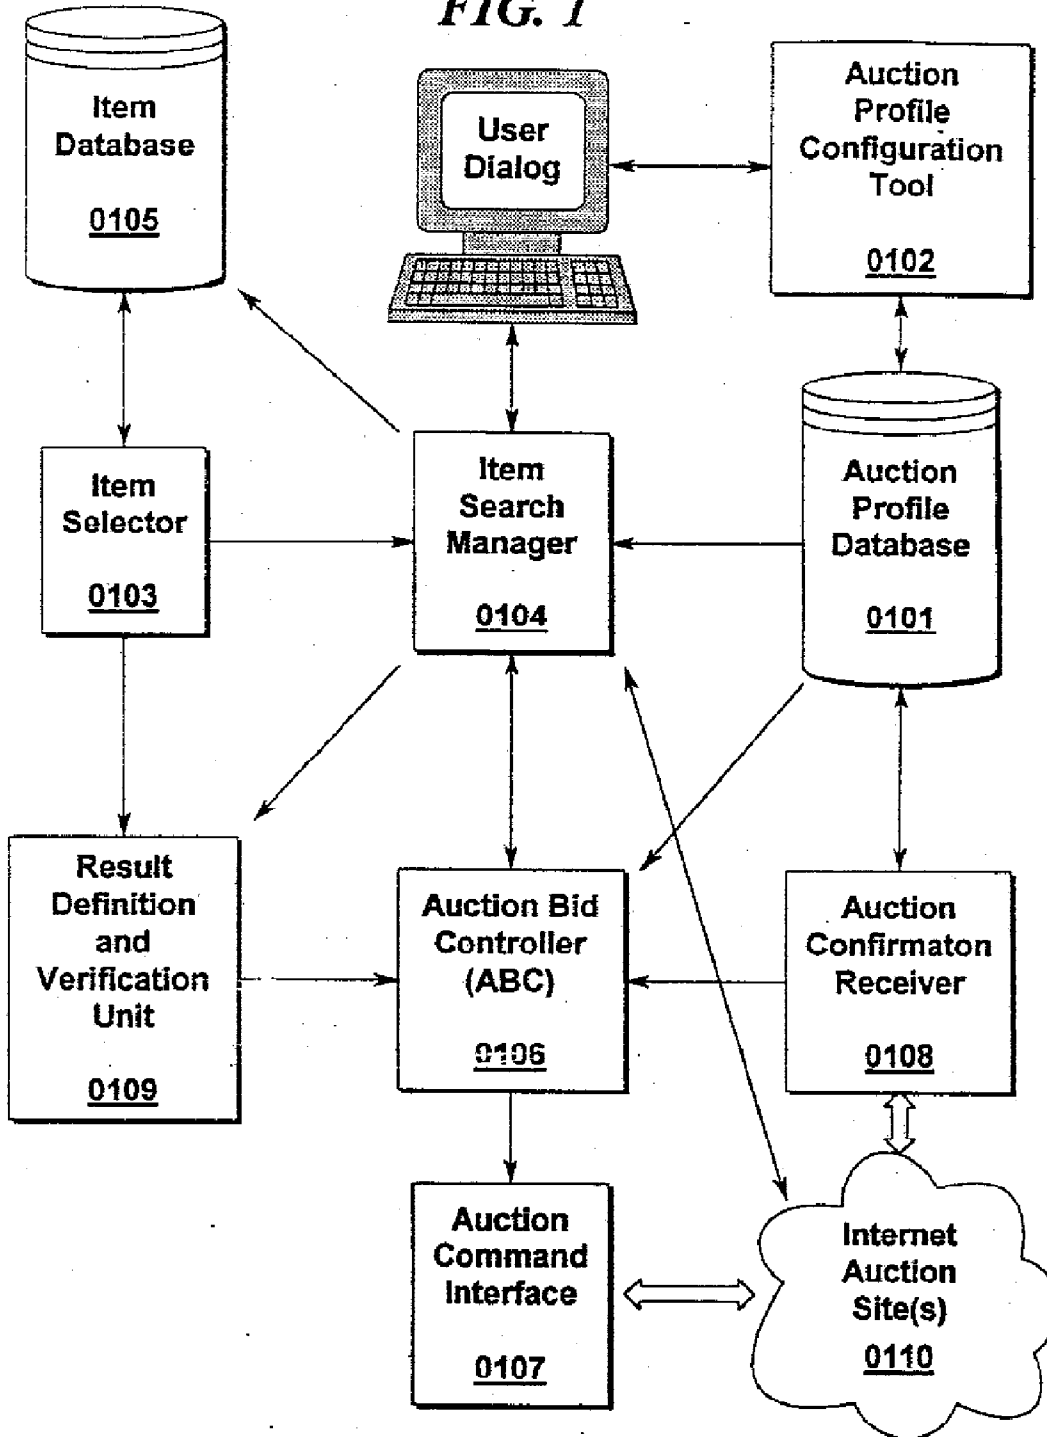 FIG. 1
Item
Database
0105
User
Dialog
Auction
Profile
Configuration
Tool
0102
Item
Selector
0103
Item
Search
Manager
0104
Auction
Profile
Database
0101
Result
Definition
and
Verification
Unit
0109
Auction Bid
Controller
(ABC)
0106
Auction
Confirmaton
Receiver
0108
Auction
Command
Interface
0107
Internet
Auction
Site(s)
0110